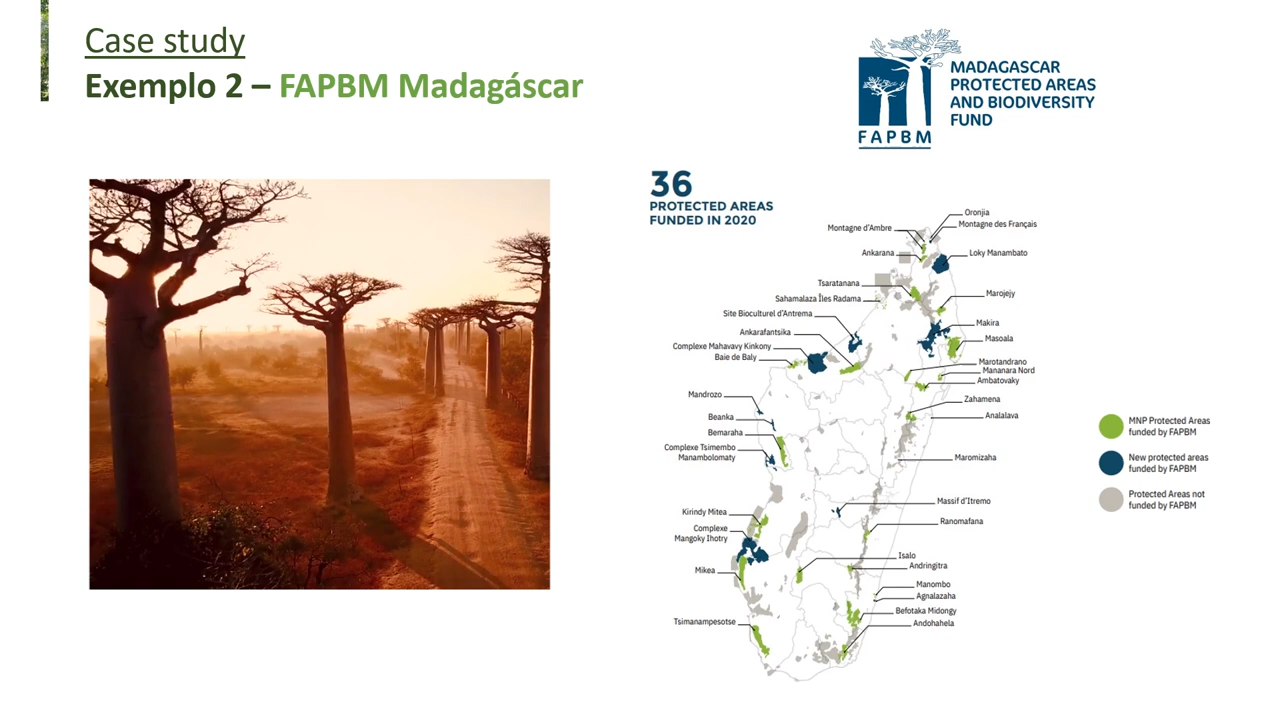 Case study
Exemplo 2 – FAPBM Madagáscar
FAPBM
MADAGASCAR
PROTECTED AREAS
AND BIODIVERSITY
FUND
36
PROTECTED AREAS
FUNDED IN 2020
Oronjia
Montagne des Français
Montagne d'Ambre
Ankarana
Loky Manambato
Tsaratanana
Sahamalaza Îles Radama
Marojejy
Site Bioculturel d'Antrema
Makira
Ankarafantsika
Masoala
Complexe Mahavavy Kinkony
Baie de Baly
Marotandrano
Mananara Nord
Ambatovaky
Mandrozo
Zahamena
Beanka
Analalava
Bemaraha
Complexe Tsimembo
Manambolomaty
Maromizaha
Massif d'Itremo
Kirindy Mitea
Ranomafana
Complexe
Mangoky Ihotry
Isalo
Andringitra
Mikea
Manombo
Agnalazaha
Befotaka Midongy
Tsimanampesotse
Andohahela
MNP Protected Areas
funded by FAPBM
New protected areas
funded by FAPBM
Protected Areas not
funded by FAPBM